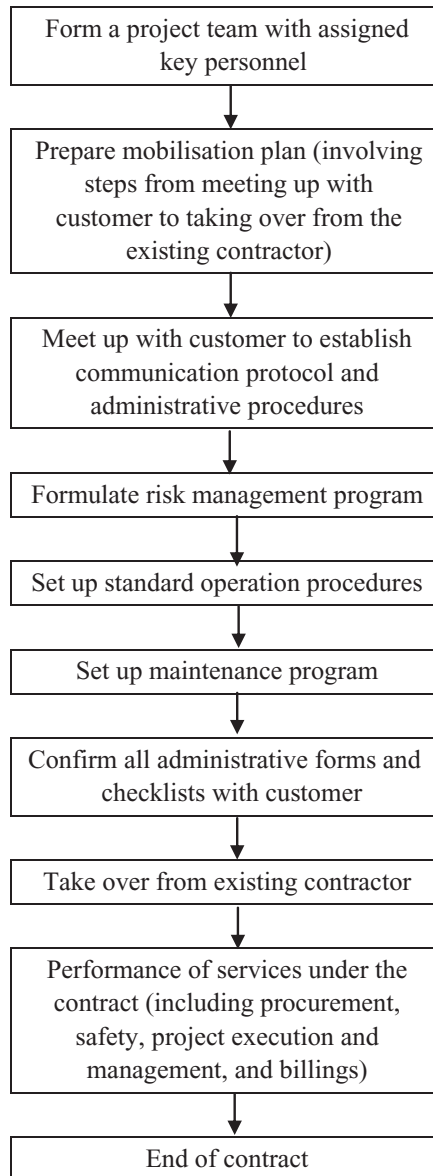 Form a project team with assigned
key personnel
Prepare mobilisation plan (involving
steps from meeting up with
customer to taking over from the
existing contractor)
Meet up with customer to establish
communication protocol and
administrative procedures
Formulate risk management program
Set up standard operation procedures
Set up maintenance program
Confirm all administrative forms and
checklists with customer
Take over from existing contractor
Performance of services under the
contract (including procurement,
safety, project execution and
management, and billings)
End of contract